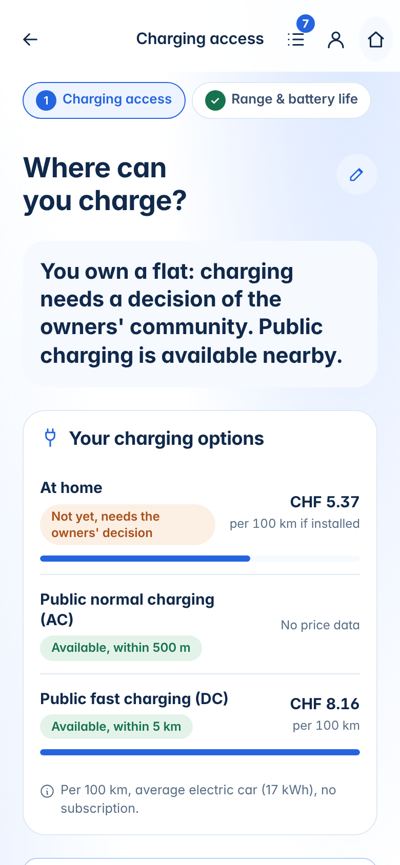 Charging access
7
1 Charging access
Range & battery life
Where can
you charge?
You own a flat: charging
needs a decision of the
owners' community. Public
charging is available nearby.
Your charging options
At home
Not yet, needs the
owners' decision
CHF 5.37
per 100 km if installed
Public normal charging
(AC)
Available, within 500 m
No price data
Public fast charging (DC)
Available, within 5 km
CHF 8.16
per 100 km
Per 100 km, average electric car (17 kWh), no
subscription.